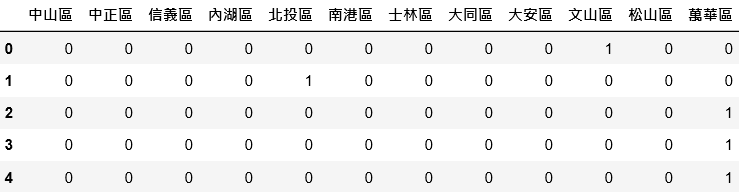 中山區 中正區 信義區 內湖區 北投區 南港區 士林區 大同區 大安區 文山區 松山區 萬華區
0 0 0 0 0 0 0 0 0 0 1 0 0
1 0 0 0 0 1 0 0 0 0 0 0 0
2 0 0 0 0 0 0 0 0 0 0 0 1
3 0 0 0 0 0 0 0 0 0 0 0 1
4 0 0 0 0 0 0 0 0 0 0 0 1